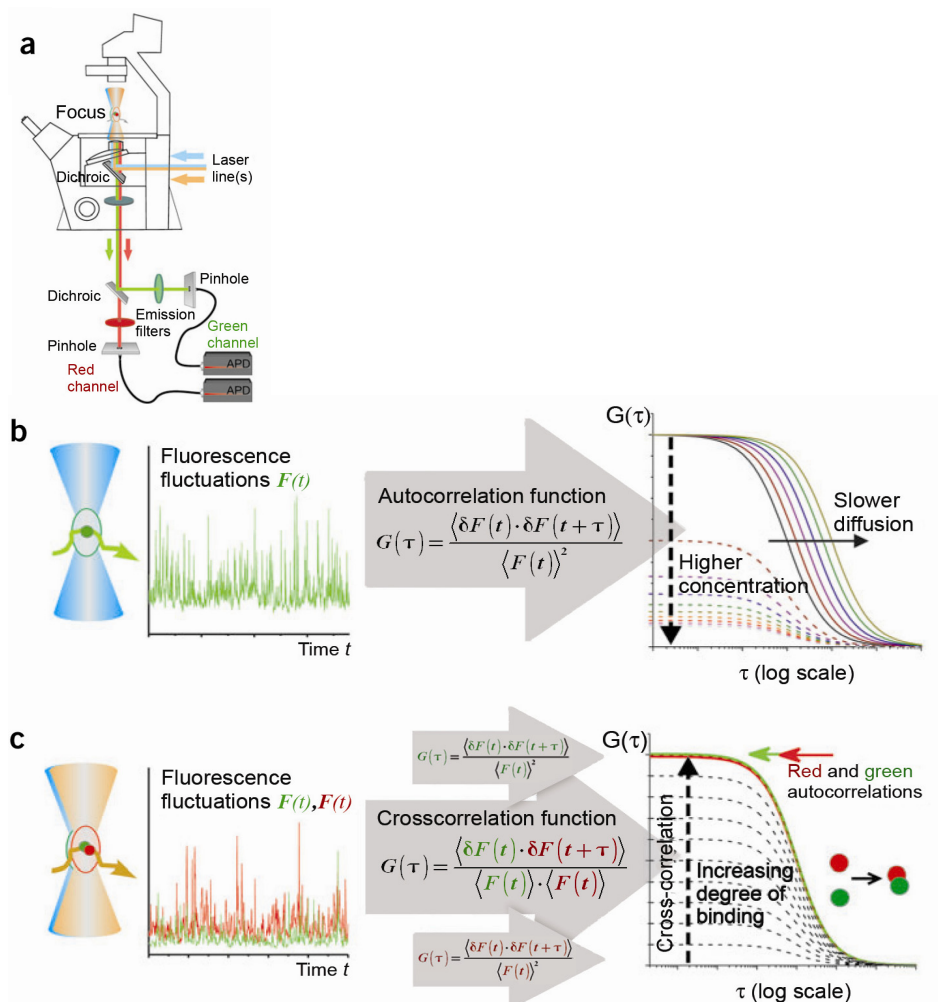 a
Focus
Laser
line(s)
Dichroic
Pinhole
Dichroic
Emission
filters
Green
channel
Pinhole
APD
Red
channel
APD
b
Fluorescence
fluctuations F(t)
Time t
Autocorrelation function
G(τ) = ⟨δF(t)·δF(t+τ)⟩ / ⟨F(t)⟩²
G(τ)
Slower
diffusion
Higher
concentration
τ (log scale)
c
Fluorescence
fluctuations F(t),F(t)
Time t
G(τ) = ⟨δF(t)·δF(t+τ)⟩ / ⟨F(t)⟩²
Crosscorrelation function
G(τ) = ⟨δF(t)·δF(t+τ)⟩ / ⟨F(t)⟩·⟨F(t)⟩
G(τ) = ⟨δF(t)·δF(t+τ)⟩ / ⟨F(t)⟩²
G(τ)
Red and green
autocorrelations
Cross-correlation
Increasing
degree of
binding
τ (log scale)